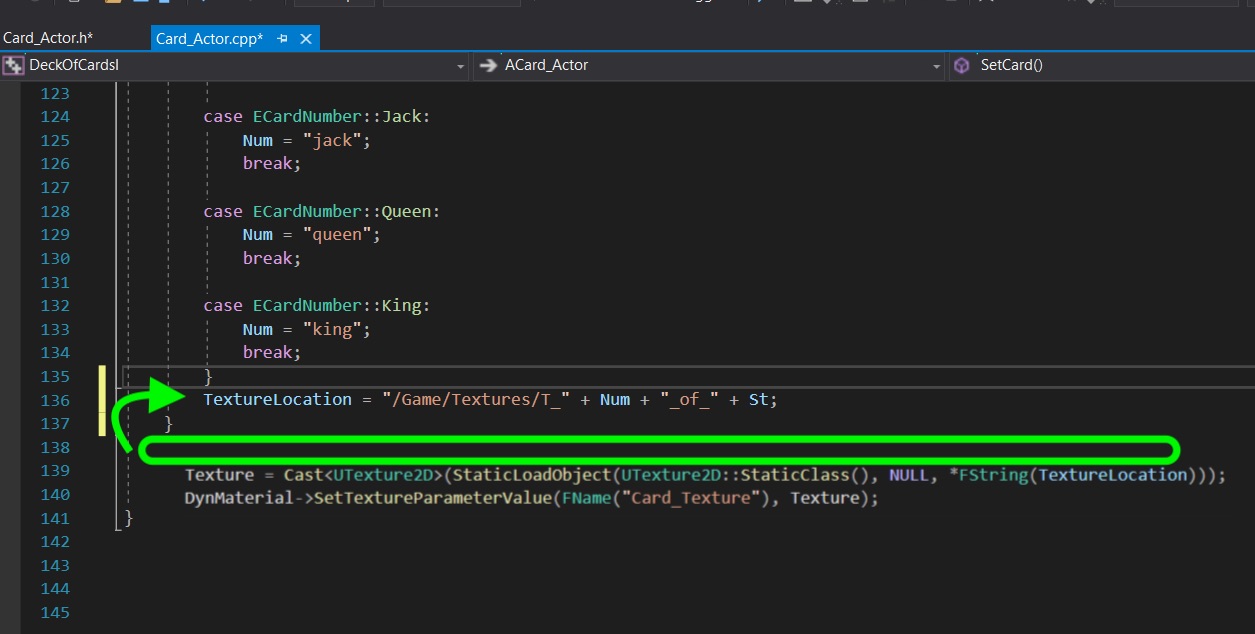 Card_Actor.h*
Card_Actor.cpp*
DeckOfCardsI
ACard_Actor
SetCard()
123
124 case ECardNumber::Jack:
125 Num = "jack";
126 break;
127
128 case ECardNumber::Queen:
129 Num = "queen";
130 break;
131
132 case ECardNumber::King:
133 Num = "king";
134 break;
135 }
136 TextureLocation = "/Game/Textures/T_" + Num + "_of_" + St;
137 }
138
139 Texture = Cast<UTexture2D>(StaticLoadObject(UTexture2D::StaticClass(), NULL, *FString(TextureLocation)));
140 DynMaterial->SetTextureParameterValue(FName("Card_Texture"), Texture);
141 }
142
143
144
145